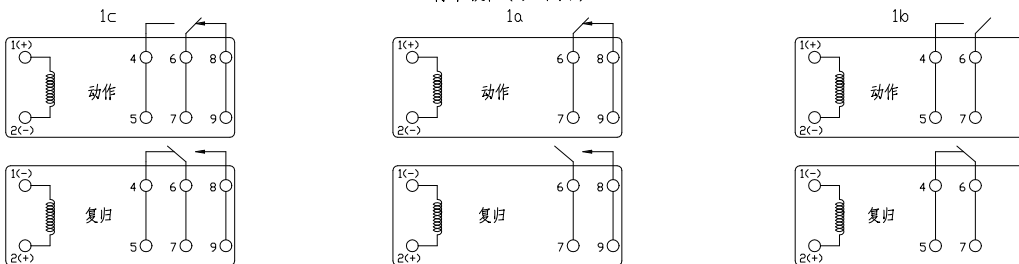 1c 1a 1b
1(+) 4 6 8 1(+) 6 8 1(+) 4 6
动作 动作 动作
2(-) 5 7 9 2(-) 7 9 2(-) 5 7
1(-) 4 6 8 1(-) 6 8 1(-) 4 6
复归 复归 复归
2(+) 5 7 9 2(+) 7 9 2(+) 5 7